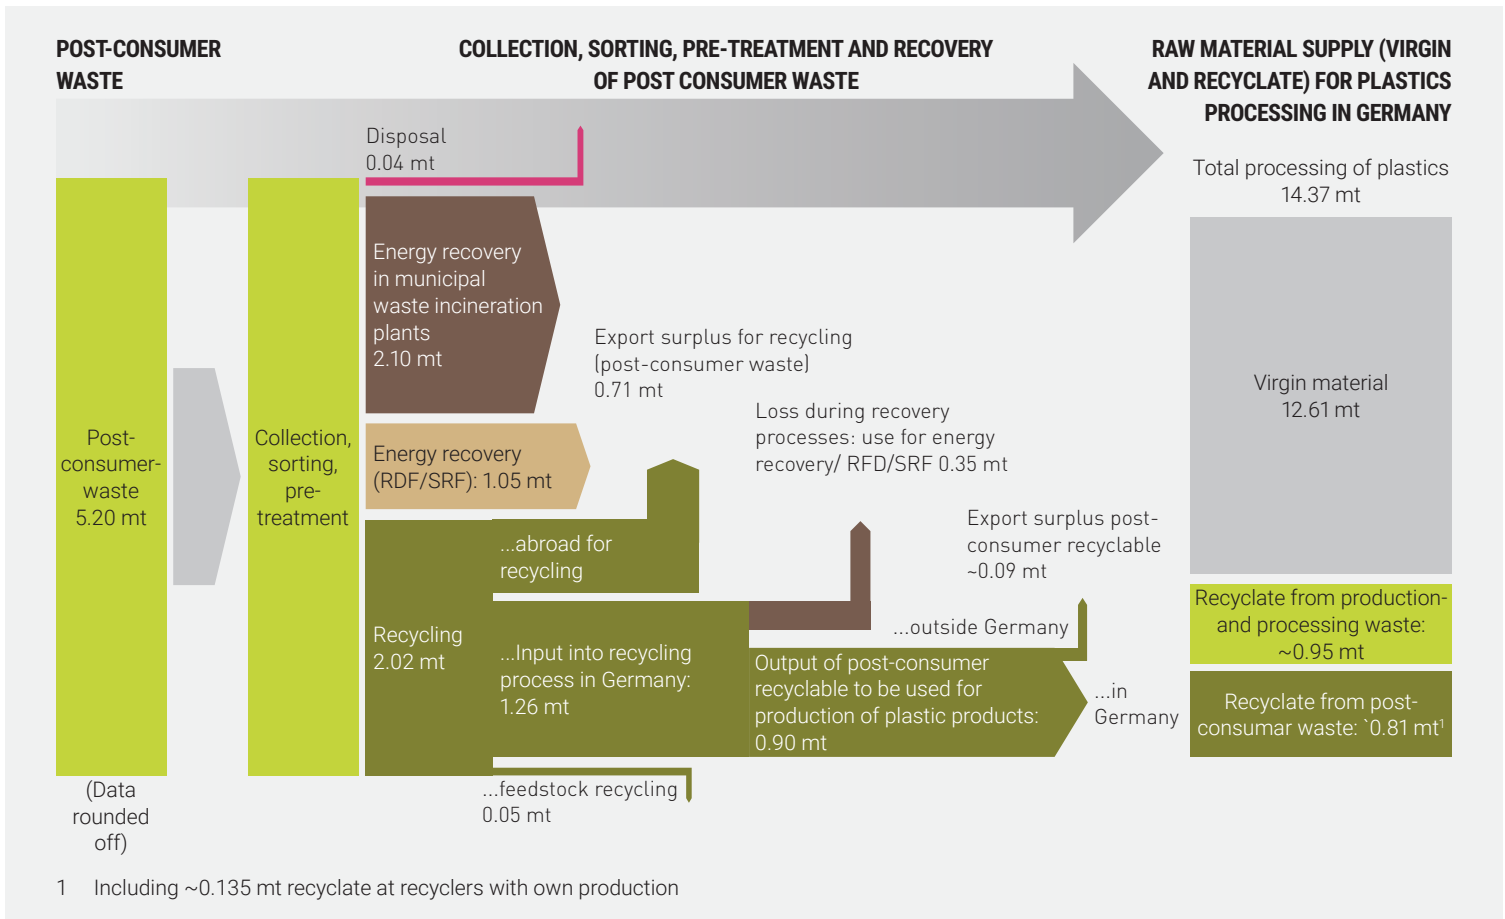 POST-CONSUMER
WASTE
COLLECTION, SORTING, PRE-TREATMENT AND RECOVERY
OF POST CONSUMER WASTE
RAW MATERIAL SUPPLY (VIRGIN
AND RECYCLATE) FOR PLASTICS
PROCESSING IN GERMANY
Disposal
0.04 mt
Total processing of plastics
14.37 mt
Energy recovery
in municipal
waste incineration
plants
2.10 mt
Export surplus for recycling
(post-consumer waste)
0.71 mt
Virgin material
12.61 mt
Loss during recovery
processes: use for energy
recovery/ RFD/SRF 0.35 mt
Post-
consumer-
waste
5.20 mt
Collection,
sorting,
pre-
treatment
Energy recovery
(RDF/SRF): 1.05 mt
Export surplus post-
consumer recyclable
~0.09 mt
...abroad for
recycling
Recycling
2.02 mt
...Input into recycling
process in Germany:
1.26 mt
...outside Germany
Output of post-consumer
recyclable to be used for
production of plastic products:
0.90 mt
...in
Germany
Recyclate from production-
and processing waste:
~0.95 mt
Recyclate from post-
consumar waste: `0.81 mt¹
...feedstock recycling
0.05 mt
(Data
rounded
off)
1 Including ~0.135 mt recyclate at recyclers with own production